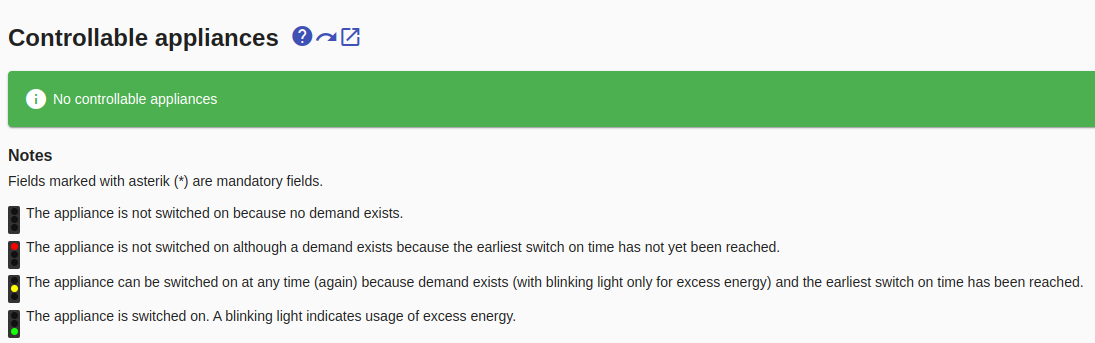 Controllable appliances
No controllable appliances
Notes
Fields marked with asterik (*) are mandatory fields.
The appliance is not switched on because no demand exists.
The appliance is not switched on although a demand exists because the earliest switch on time has not yet been reached.
The appliance can be switched on at any time (again) because demand exists (with blinking light only for excess energy) and the earliest switch on time has been reached.
The appliance is switched on. A blinking light indicates usage of excess energy.